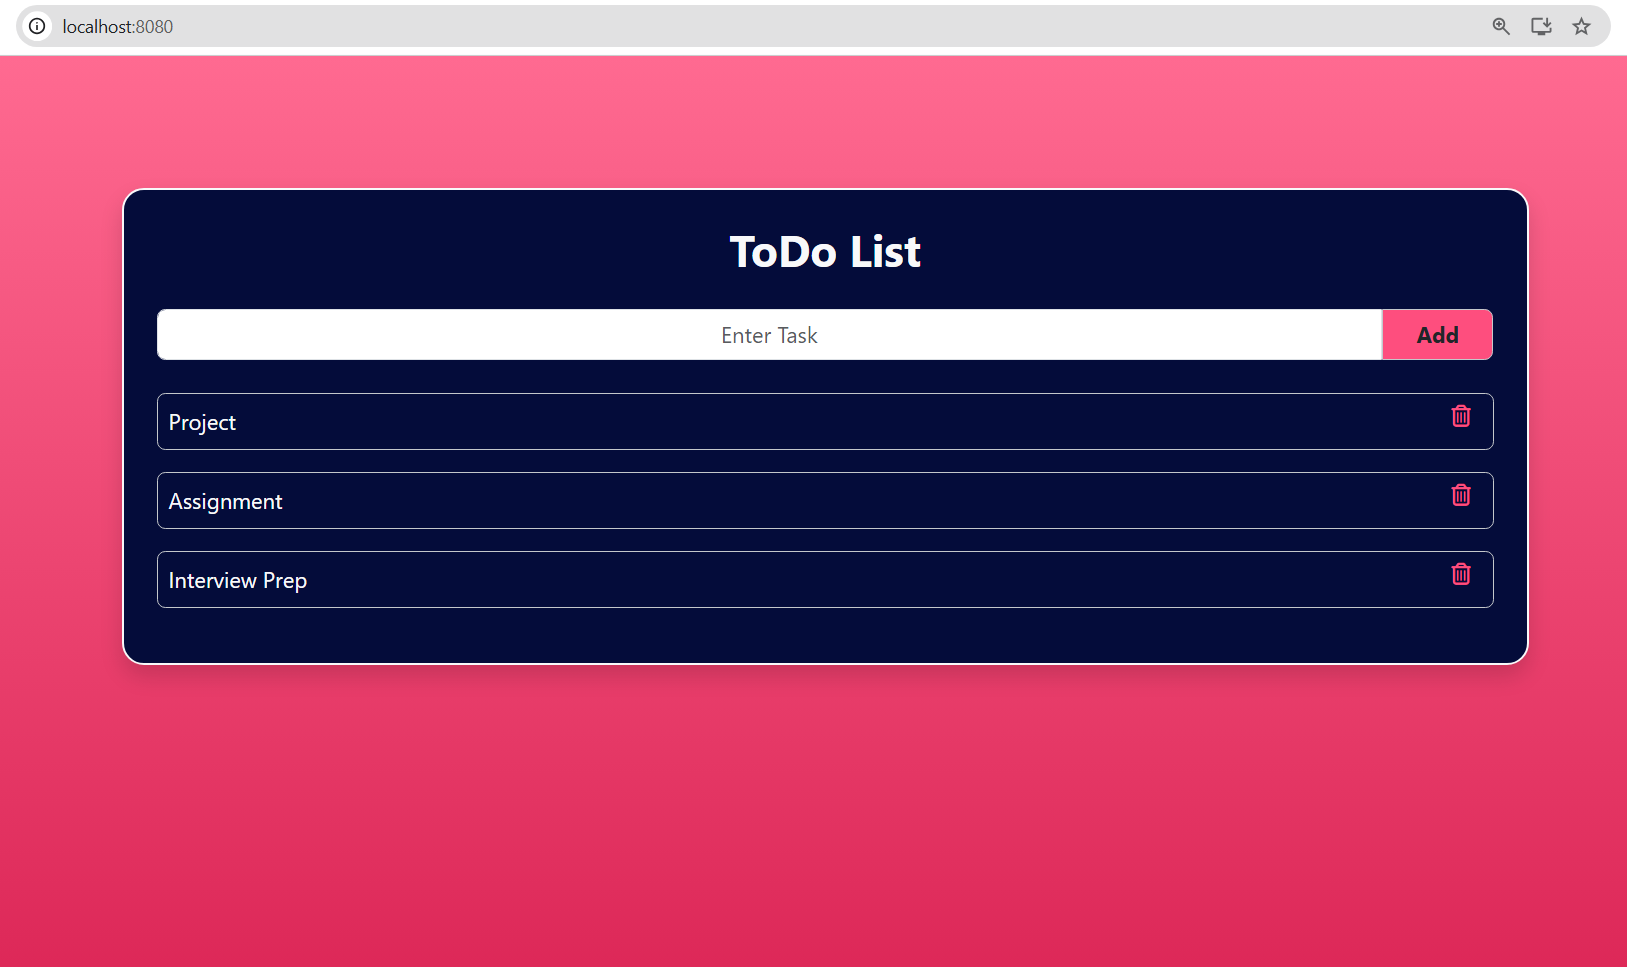 localhost:8080
ToDo List
Enter Task
Add
Project
Assignment
Interview Prep